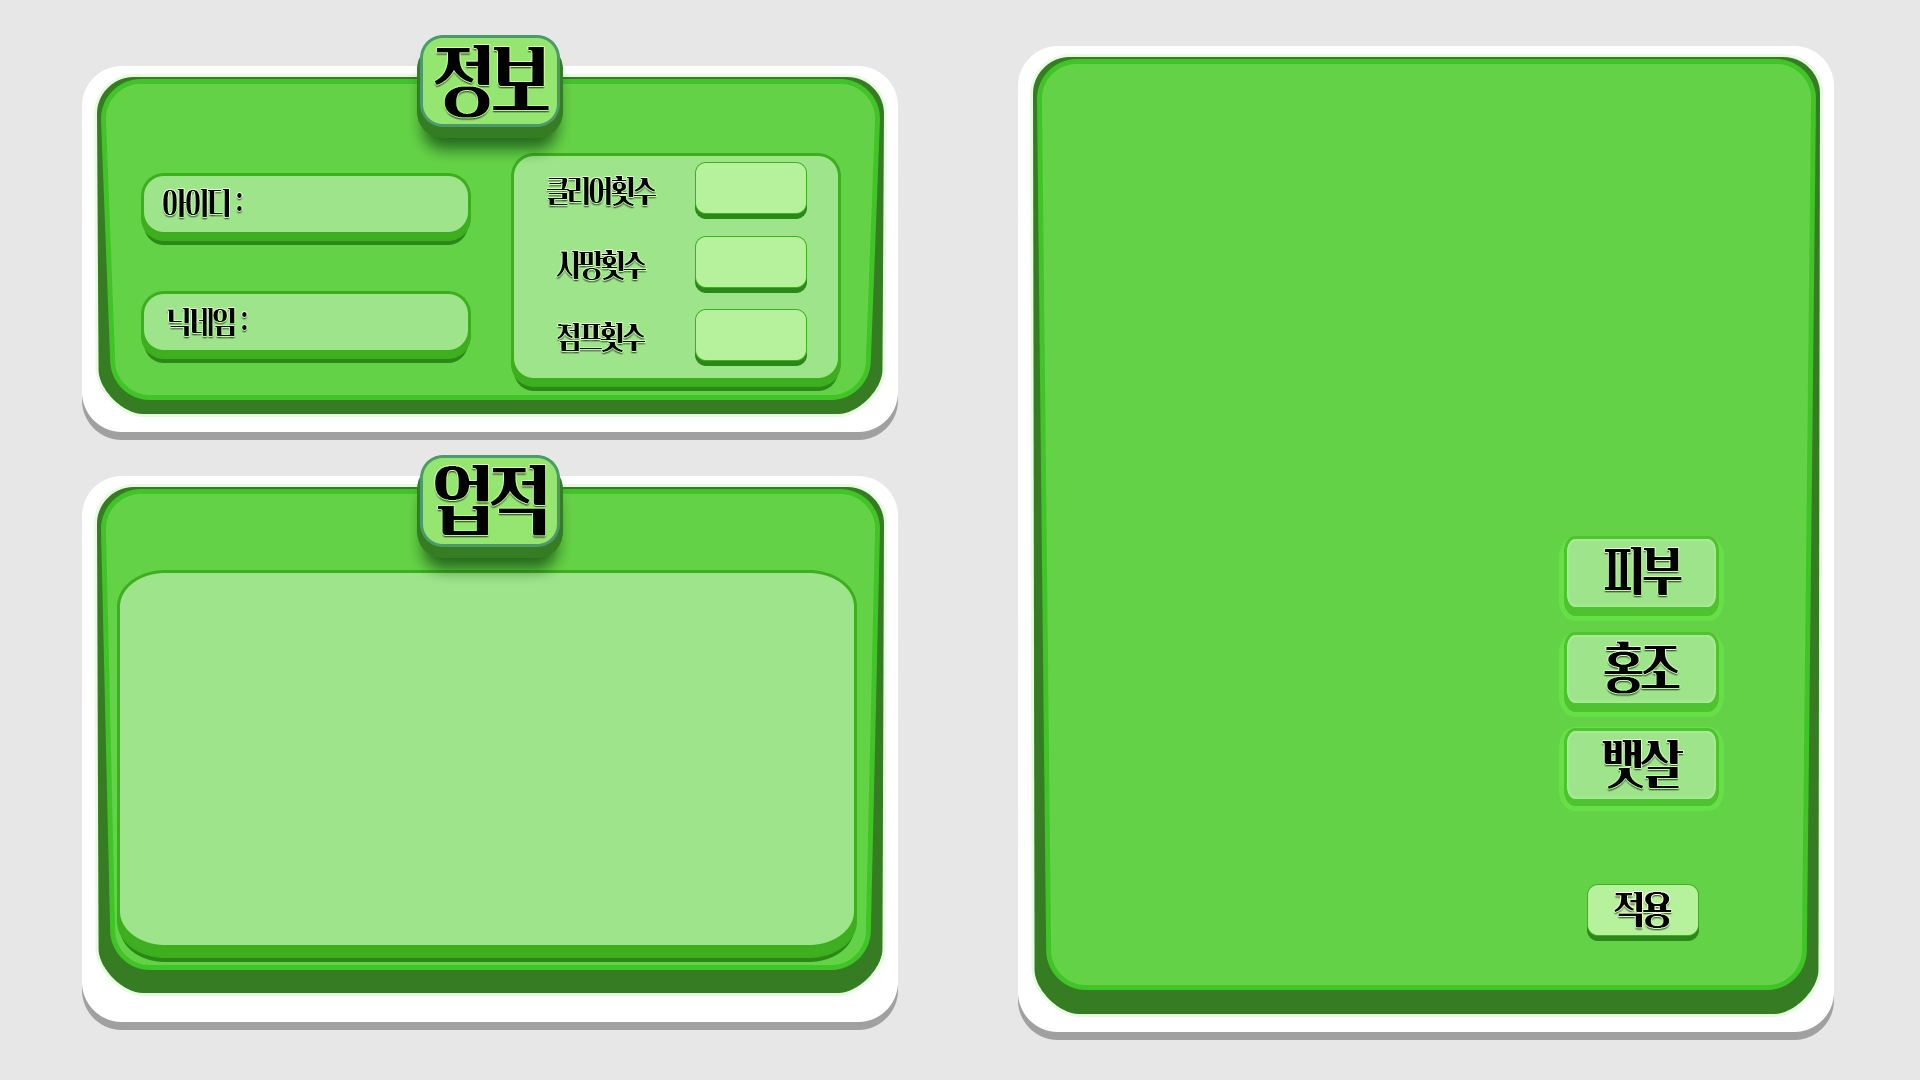 정보
아이디 :
닉네임 :
클리어횟수
사망횟수
점프횟수
업적
피부
홍조
뱃살
적용